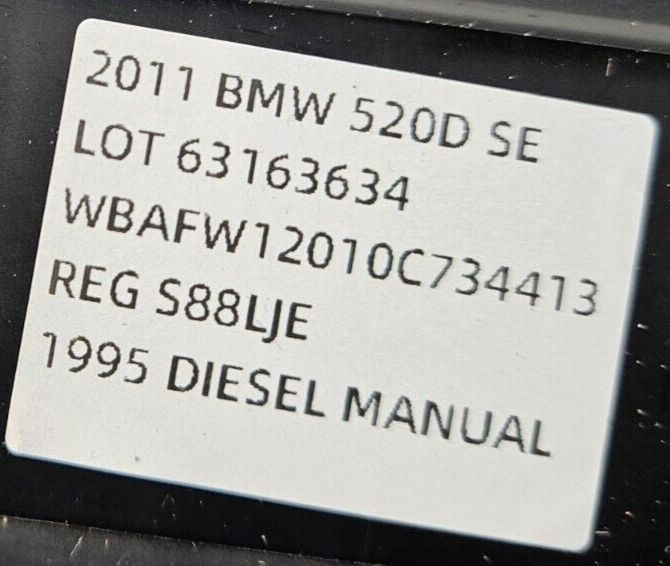 2011 BMW 520D SE
LOT 63163634
WBAFW12010C734413
REG S88LJE
1995 DIESEL MANUAL